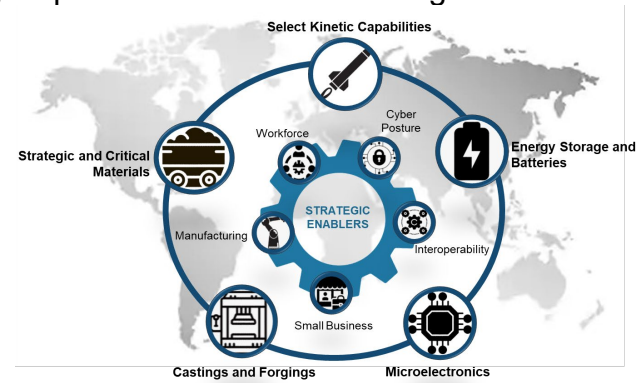 Select Kinetic Capabilities
Cyber
Posture
Workforce
Energy Storage and
Batteries
Strategic and Critical
Materials
STRATEGIC
ENABLERS
Manufacturing
Interoperability
Small Business
Castings and Forgings
Microelectronics